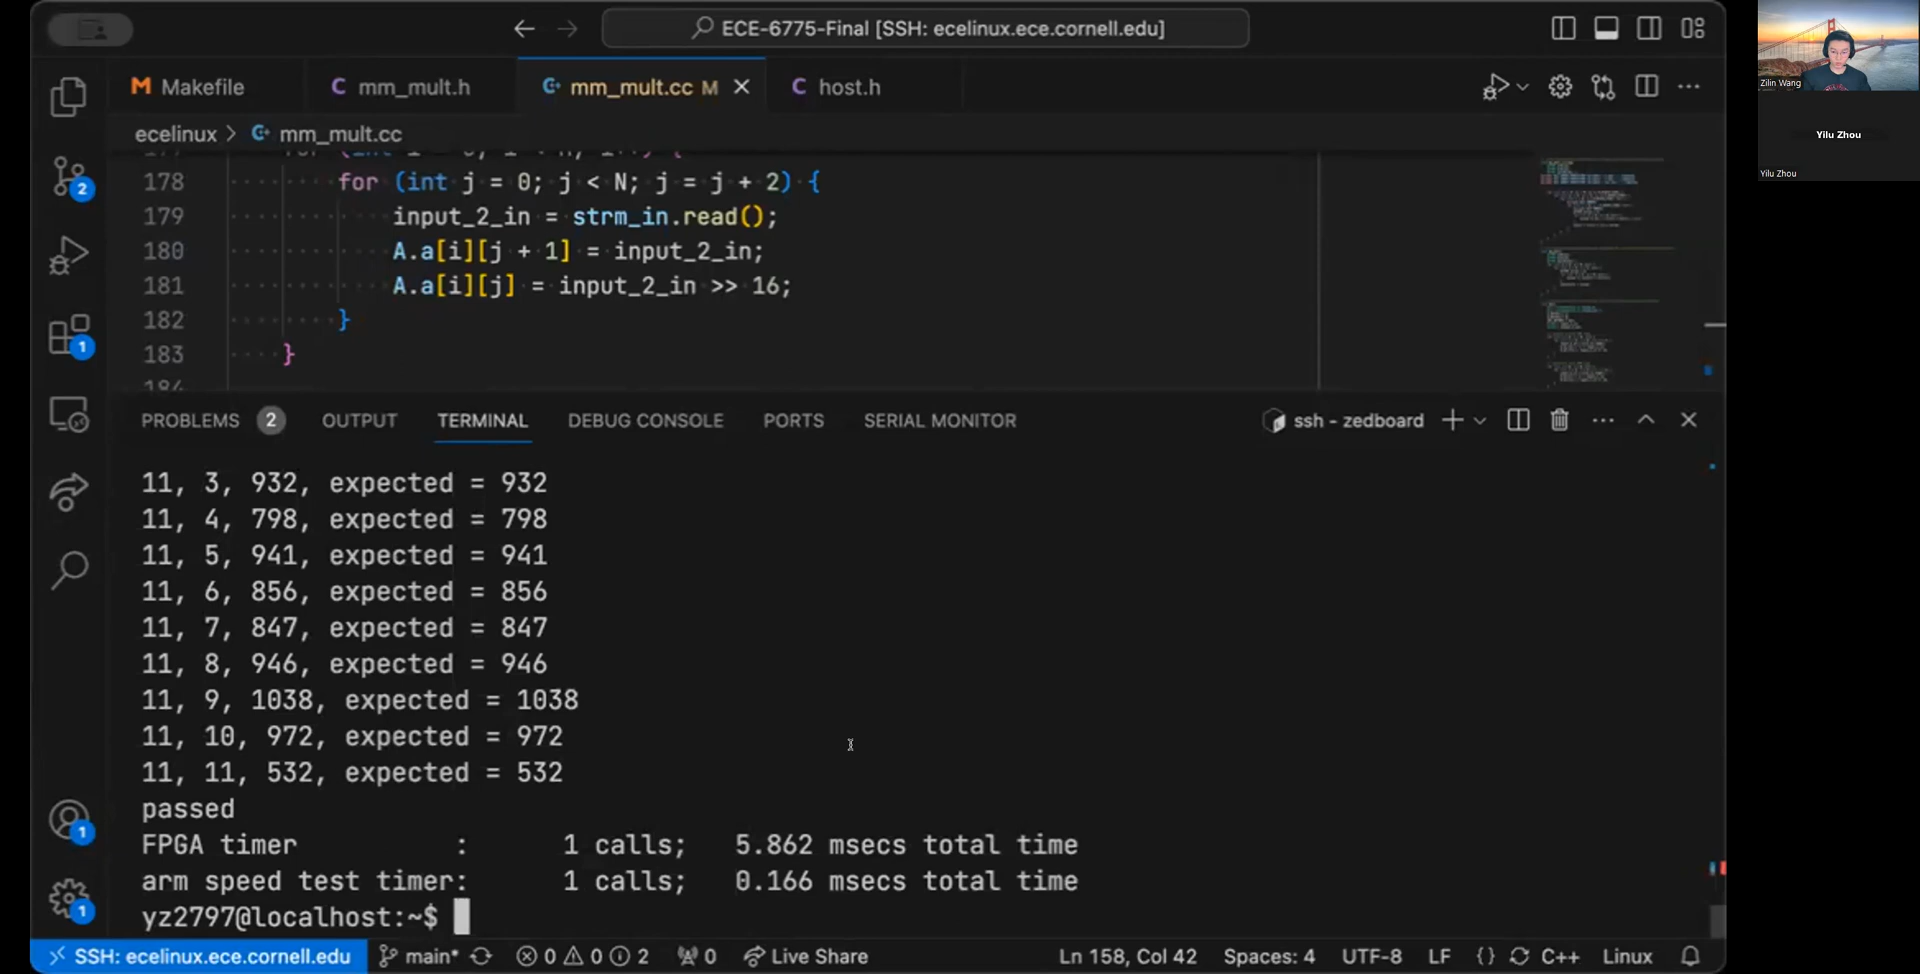 ECE-6775-Final [SSH: ecelinux.ece.cornell.edu]
Makefile
mm_mult.h
mm_mult.cc M
host.h
ecelinux > mm_mult.cc
178 for (int j = 0; j < N; j = j + 2) {
179 input_2_in = strm_in.read();
180 A.a[i][j + 1] = input_2_in;
181 A.a[i][j] = input_2_in >> 16;
182 }
183 }
PROBLEMS 2 OUTPUT TERMINAL DEBUG CONSOLE PORTS SERIAL MONITOR ssh - zedboard
11, 3, 932, expected = 932
11, 4, 798, expected = 798
11, 5, 941, expected = 941
11, 6, 856, expected = 856
11, 7, 847, expected = 847
11, 8, 946, expected = 946
11, 9, 1038, expected = 1038
11, 10, 972, expected = 972
11, 11, 532, expected = 532
passed
FPGA timer : 1 calls; 5.862 msecs total time
arm speed test timer: 1 calls; 0.166 msecs total time
yz2797@localhost:~$
SSH: ecelinux.ece.cornell.edu main* 0 0 2 0 Live Share Ln 158, Col 42 Spaces: 4 UTF-8 LF {} C++ Linux
2
1
1
1
Zilin Wang
Yilu Zhou
Yilu Zhou